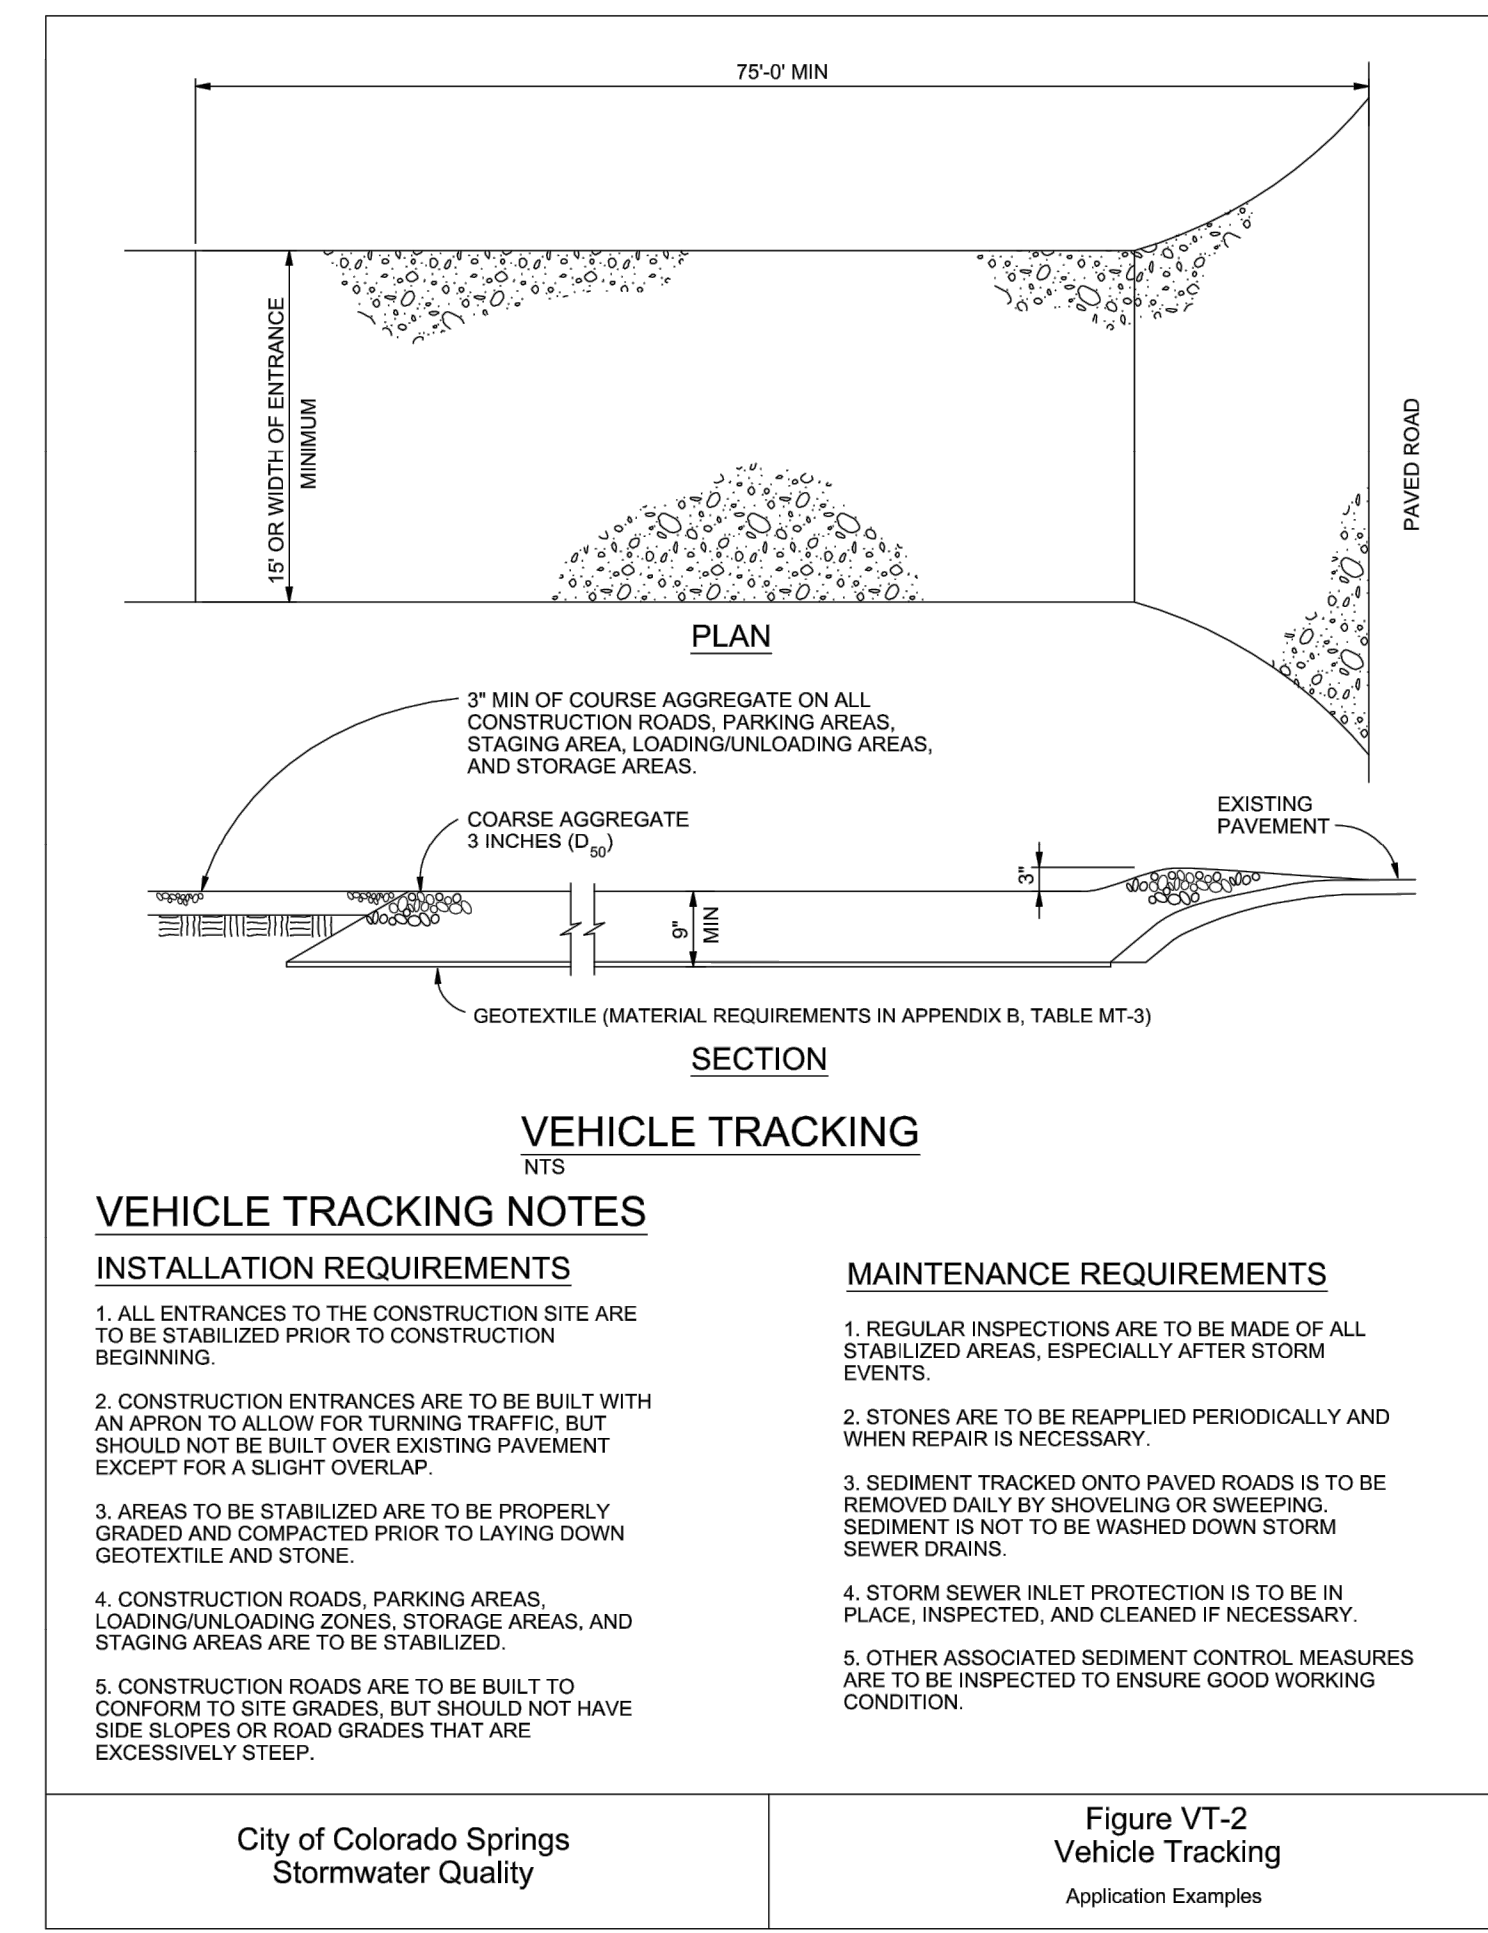 75'-0' MIN
15' OR WIDTH OF ENTRANCE
MINIMUM
PAVED ROAD
PLAN
3" MIN OF COURSE AGGREGATE ON ALL
CONSTRUCTION ROADS, PARKING AREAS,
STAGING AREA, LOADING/UNLOADING AREAS,
AND STORAGE AREAS.
COARSE AGGREGATE
3 INCHES (D50)
EXISTING
PAVEMENT
3"
9"
MIN
GEOTEXTILE (MATERIAL REQUIREMENTS IN APPENDIX B, TABLE MT-3)
SECTION
VEHICLE TRACKING
NTS
VEHICLE TRACKING NOTES
INSTALLATION REQUIREMENTS
1. ALL ENTRANCES TO THE CONSTRUCTION SITE ARE
TO BE STABILIZED PRIOR TO CONSTRUCTION
BEGINNING.
2. CONSTRUCTION ENTRANCES ARE TO BE BUILT WITH
AN APRON TO ALLOW FOR TURNING TRAFFIC, BUT
SHOULD NOT BE BUILT OVER EXISTING PAVEMENT
EXCEPT FOR A SLIGHT OVERLAP.
3. AREAS TO BE STABILIZED ARE TO BE PROPERLY
GRADED AND COMPACTED PRIOR TO LAYING DOWN
GEOTEXTILE AND STONE.
4. CONSTRUCTION ROADS, PARKING AREAS,
LOADING/UNLOADING ZONES, STORAGE AREAS, AND
STAGING AREAS ARE TO BE STABILIZED.
5. CONSTRUCTION ROADS ARE TO BE BUILT TO
CONFORM TO SITE GRADES, BUT SHOULD NOT HAVE
SIDE SLOPES OR ROAD GRADES THAT ARE
EXCESSIVELY STEEP.
MAINTENANCE REQUIREMENTS
1. REGULAR INSPECTIONS ARE TO BE MADE OF ALL
STABILIZED AREAS, ESPECIALLY AFTER STORM
EVENTS.
2. STONES ARE TO BE REAPPLIED PERIODICALLY AND
WHEN REPAIR IS NECESSARY.
3. SEDIMENT TRACKED ONTO PAVED ROADS IS TO BE
REMOVED DAILY BY SHOVELING OR SWEEPING.
SEDIMENT IS NOT TO BE WASHED DOWN STORM
SEWER DRAINS.
4. STORM SEWER INLET PROTECTION IS TO BE IN
PLACE, INSPECTED, AND CLEANED IF NECESSARY.
5. OTHER ASSOCIATED SEDIMENT CONTROL MEASURES
ARE TO BE INSPECTED TO ENSURE GOOD WORKING
CONDITION.
City of Colorado Springs
Stormwater Quality
Figure VT-2
Vehicle Tracking
Application Examples